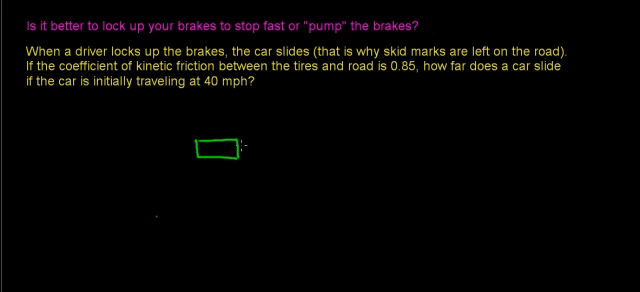 Is it better to lock up your brakes to stop fast or "pump" the brakes?
When a driver locks up the brakes, the car slides (that is why skid marks are left on the road).
If the coefficient of kinetic friction between the tires and road is 0.85, how far does a car slide
if the car is initially traveling at 40 mph?